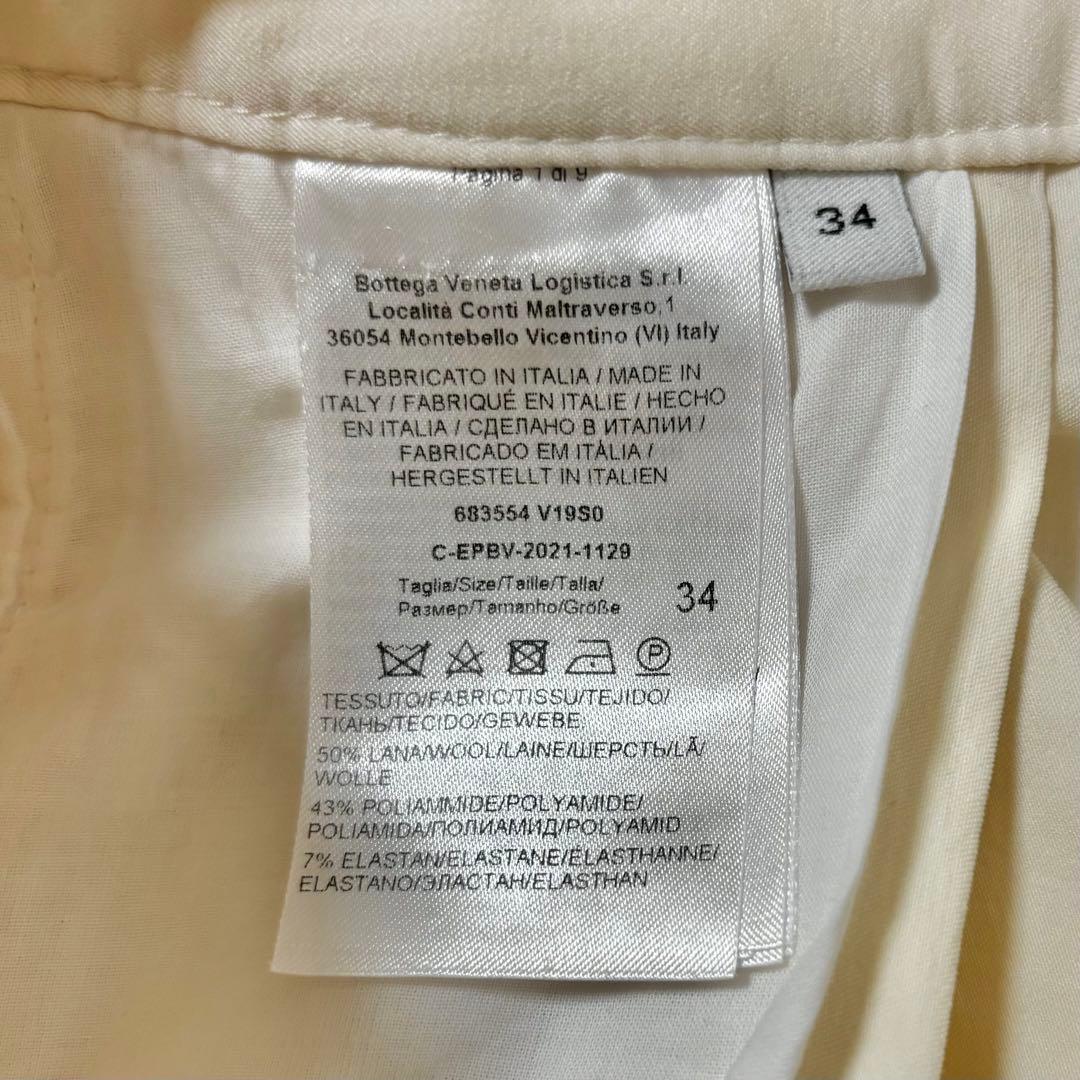 Pagina 1 di 9
34
Bottega Veneta Logistica S.r.l.
Località Conti Maltraverso,1
36054 Montebello Vicentino (VI) Italy
FABBRICATO IN ITALIA / MADE IN
ITALY / FABRIQUÉ EN ITALIE / HECHO
EN ITALIA / СДЕЛАНО В ИТАЛИИ /
FABRICADO EM ITÁLIA /
HERGESTELLT IN ITALIEN
683554 V19S0
C-EPBV-2021-1129
Taglia/Size/Taille/Talla/
Размер/Tamanho/Größe 34
P
TESSUTO/FABRIC/TISSU/TEJIDO/
ТКАНЬ/TECIDO/GEWEBE
50% LANA/WOOL/LAINE/ШЕРСТЬ/LÃ/
WOLLE
43% POLIAMMIDE/POLYAMIDE/
POLIAMIDA/ПОЛИАМИД/POLYAMID
7% ELASTAN/ELASTANE/ELASTHANNE/
ELASTANO/ЭЛАСТАН/ELASTHAN